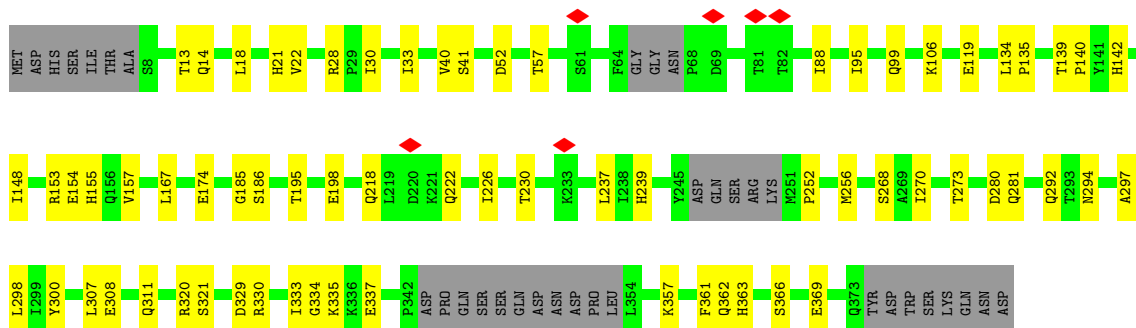 MET ASP HIS SER ILE THR ALA S8 T13 Q14 L18 H21 V22 R28 P29 I30 I33 V40 S41 D52 T57 S61 F64 GLY GLY ASN P68 D69 T81 T82 I88 I95 Q99 K106 E119 L134 P135 T139 P140 Y141 H142
I148 R153 E154 H155 Q156 V157 L167 E174 G185 S186 T195 E198 Q218 L219 D220 K221 Q222 I226 T230 K233 L237 I238 H239 Y245 ASP GLN SER ARG LYS M251 P252 M256 S268 A269 I270 T273 D280 Q281 Q292 T293 N294 A297
L298 I299 Y300 L307 E308 Q311 R320 S321 D329 R330 I333 G334 K335 K336 E337 P342 ASP PRO GLN SER SER GLN ASP ASN ASP PRO LEU L354 K357 F361 Q362 H363 S366 E369 Q373 TYR ASP TRP SER LYS GLN ASN ASP